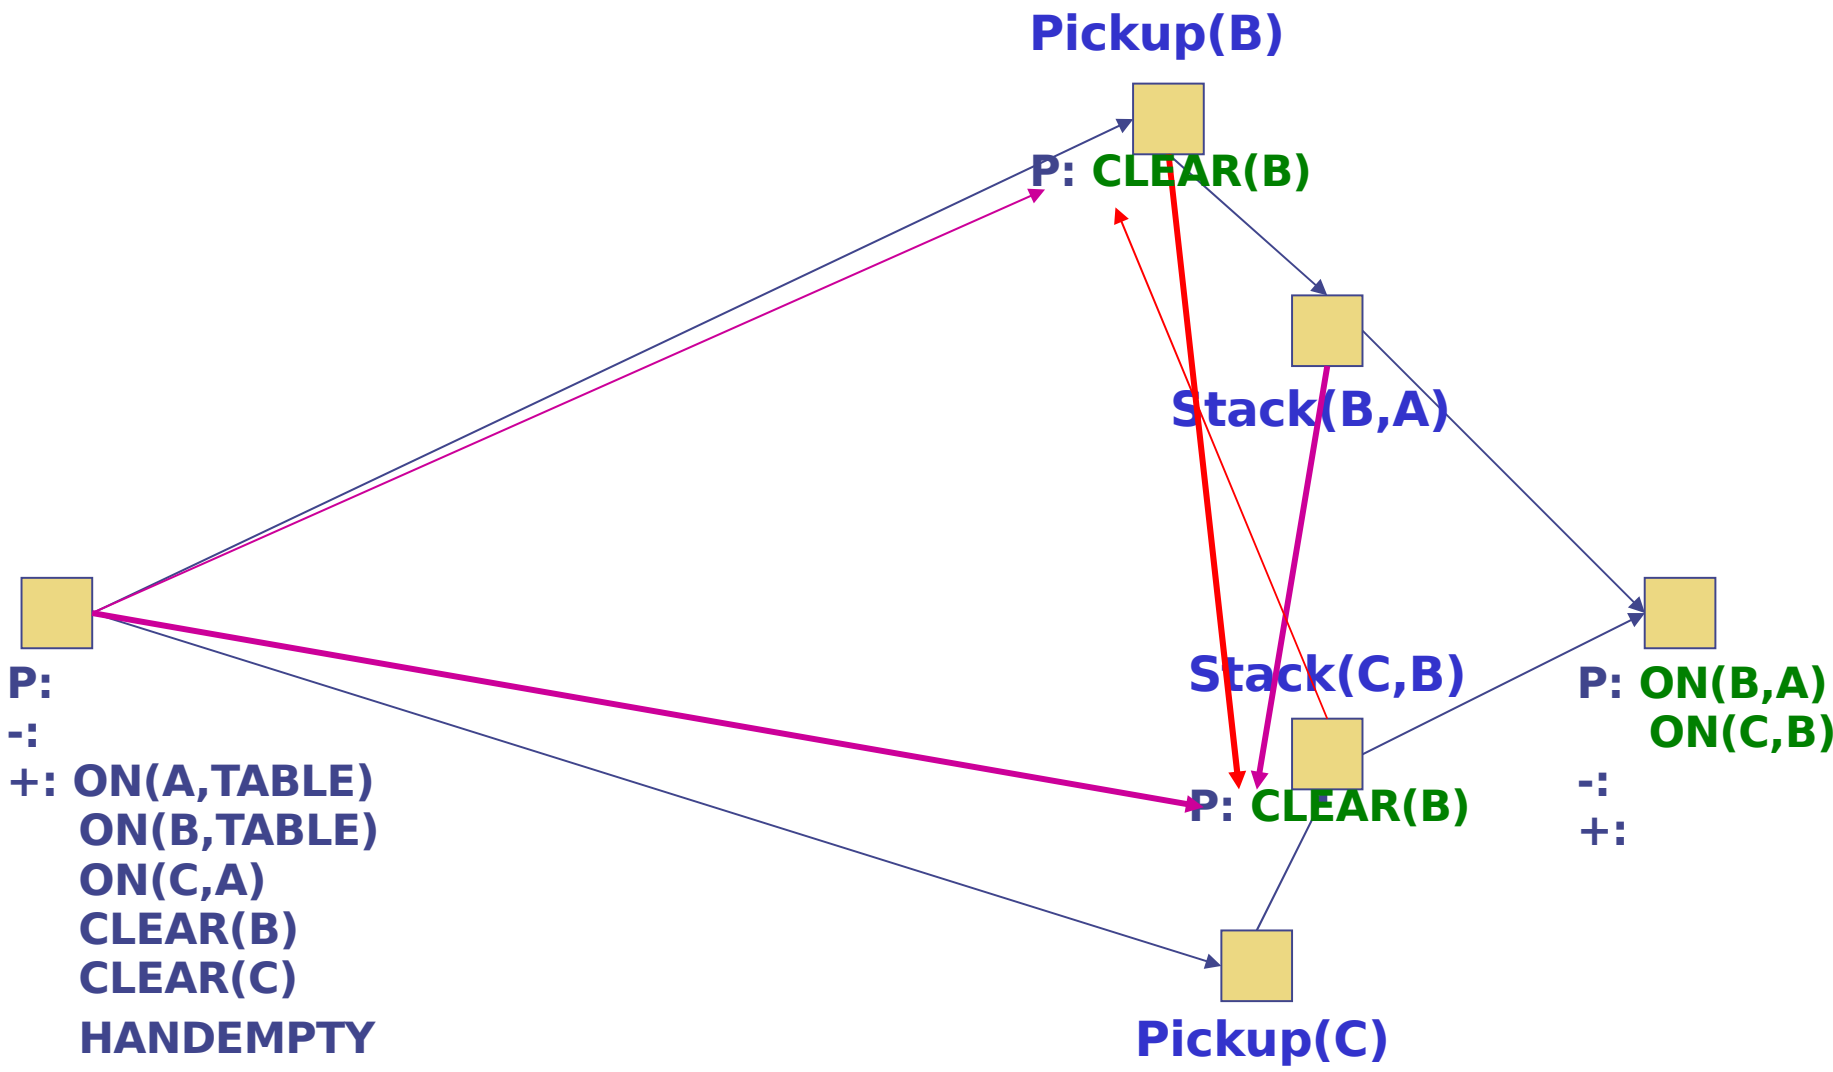 Pickup(B)
P: CLEAR(B)
Stack(B,A)
Stack(C,B)
P: CLEAR(B)
P:
-:
+: ON(A,TABLE)
ON(B,TABLE)
ON(C,A)
CLEAR(B)
CLEAR(C)
HANDEMPTY
P: ON(B,A)
ON(C,B)
-:
+:
Pickup(C)